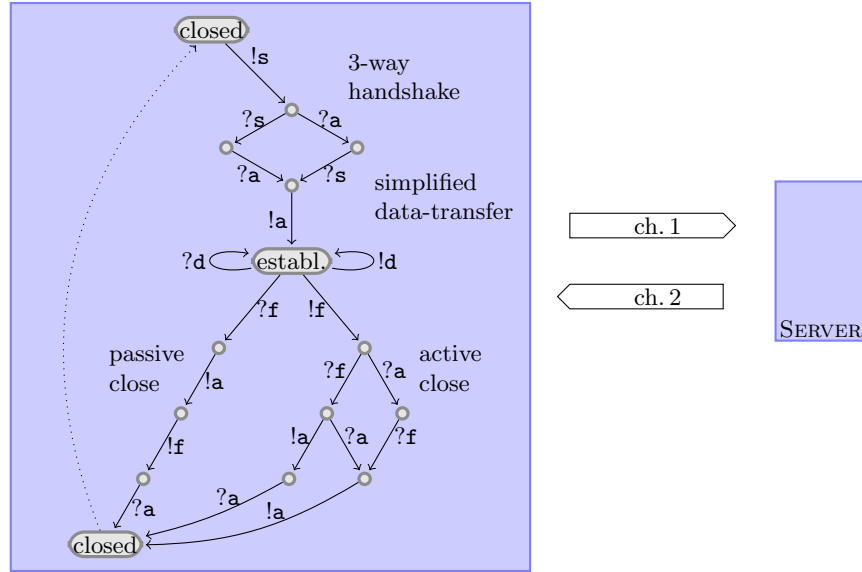 closed
!s
3-way
handshake
?s
?a
?a
?s
simplified
data-transfer
!a
ch. 1
?d
establ.
!d
ch. 2
?f
!f
SERVER
passive
close
active
close
?f
?a
!a
!a
?a
?f
!f
?a
?a
!a
closed